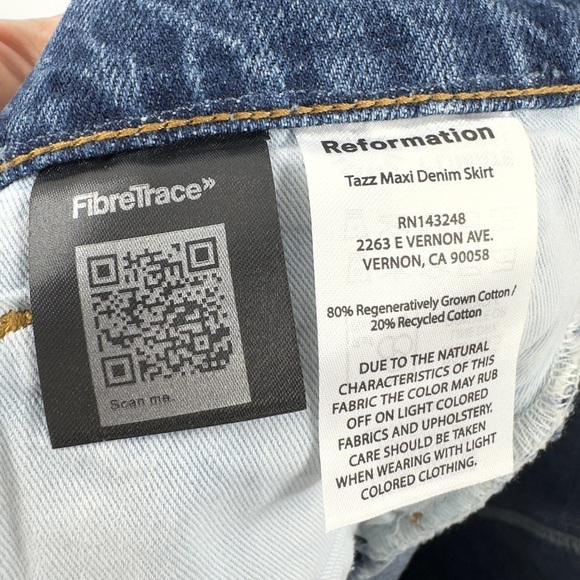 FibreTrace»
Scan me.
Reformation
Tazz Maxi Denim Skirt
RN143248
2263 E VERNON AVE.
VERNON, CA 90058
80% Regeneratively Grown Cotton /
20% Recycled Cotton
DUE TO THE NATURAL
CHARACTERISTICS OF THIS
FABRIC THE COLOR MAY RUB
OFF ON LIGHT COLORED
FABRICS AND UPHOLSTERY.
CARE SHOULD BE TAKEN
WHEN WEARING WITH LIGHT
COLORED CLOTHING.